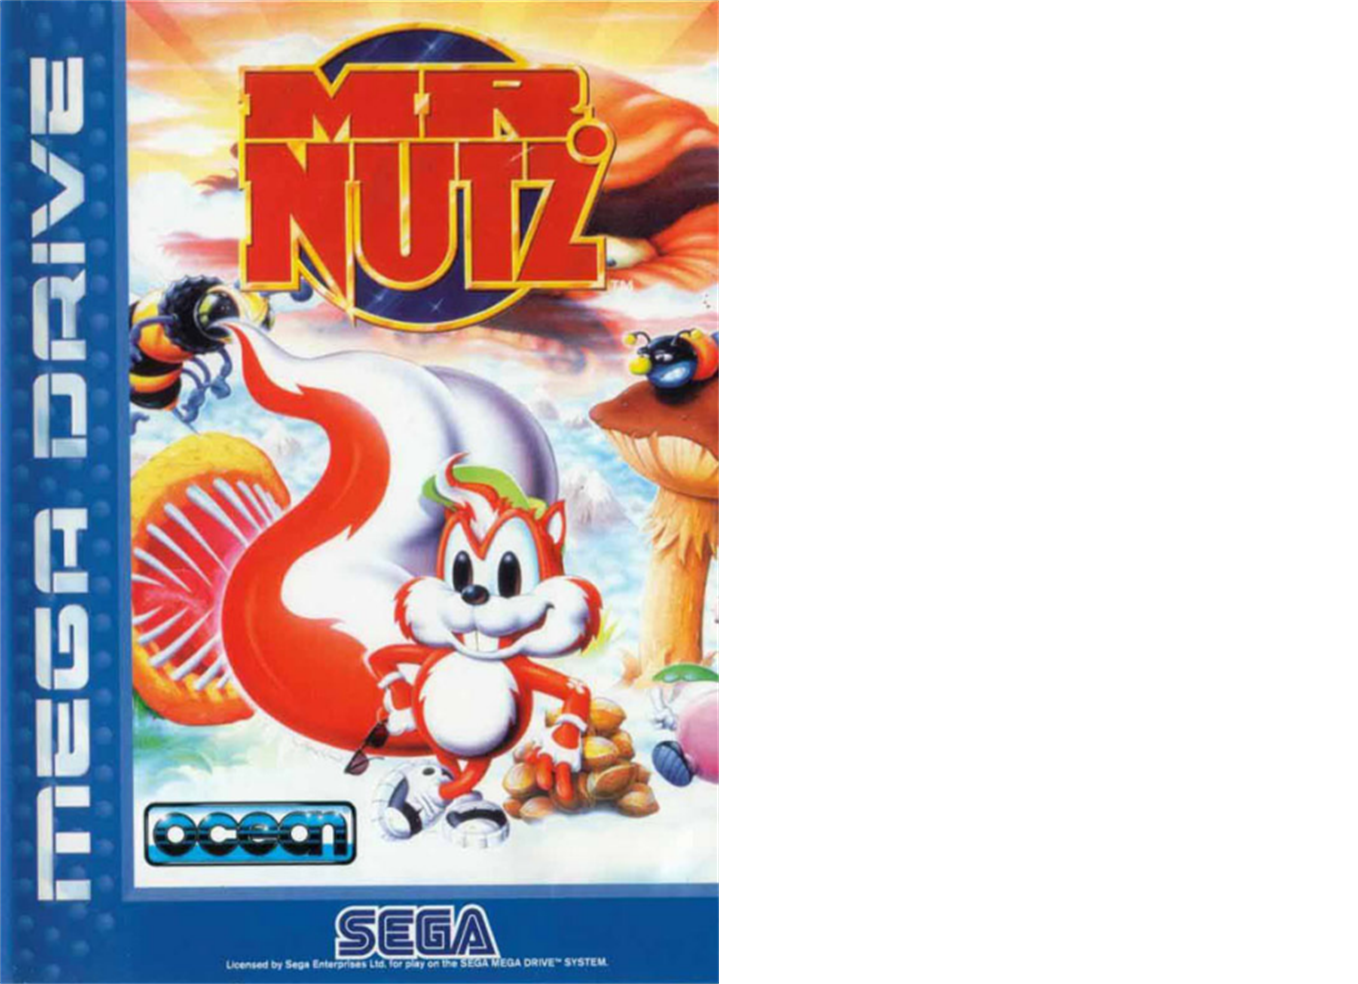 MEGA DRIVE
MR.
NUTZ
TM
ocean
SEGA
Licensed by Sega Enterprises Ltd. for play on the SEGA MEGA DRIVE™ SYSTEM.